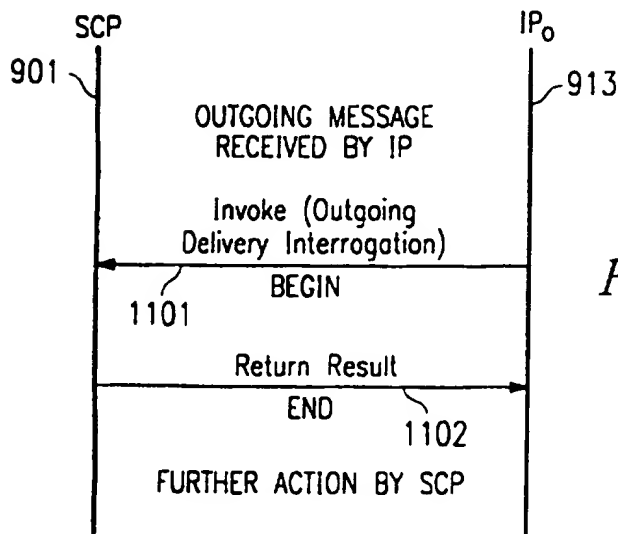 SCP
IPo
901
913
OUTGOING MESSAGE
RECEIVED BY IP
Invoke (Outgoing
Delivery Interrogation)
BEGIN
1101
Return Result
END
1102
FURTHER ACTION BY SCP